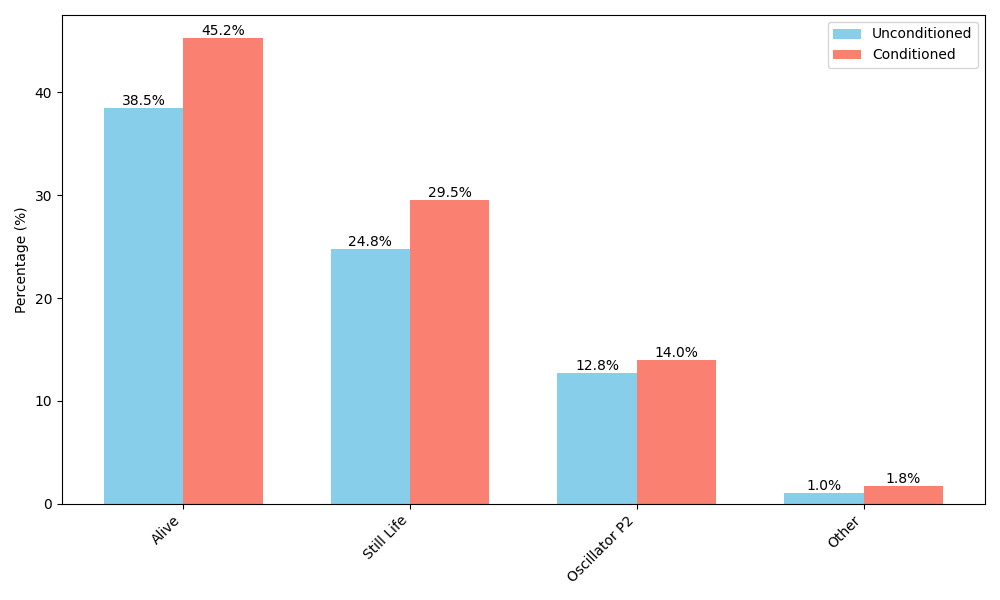 Unconditioned
Conditioned
45.2%
38.5%
29.5%
24.8%
14.0%
12.8%
1.8%
1.0%
Percentage (%)
40
30
20
10
0
Alive
Still Life
Oscillator P2
Other